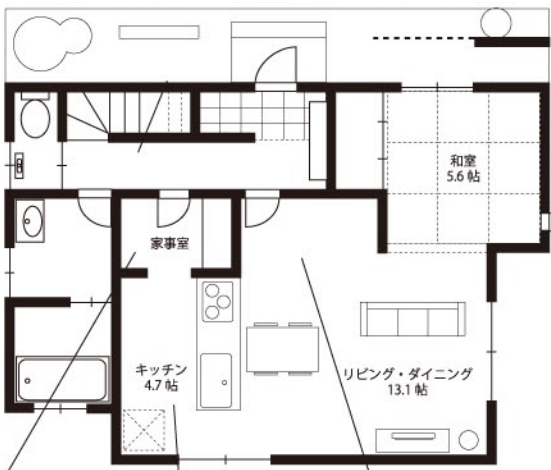 和室
5.6 帖
家事室
キッチン
4.7 帖
リビング・ダイニング
13.1 帖